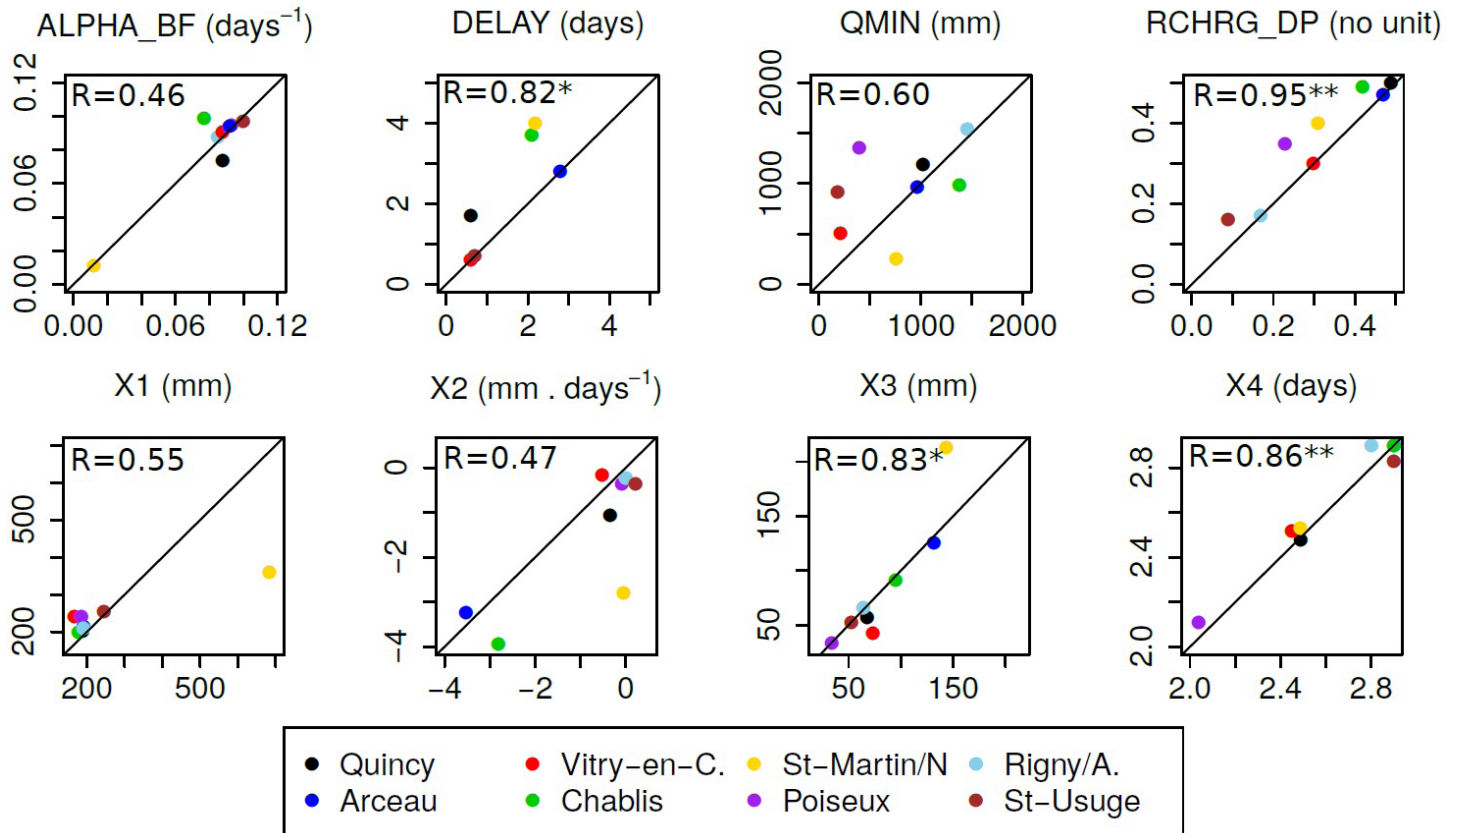 ALPHA_BF (days⁻¹) DELAY (days) QMIN (mm) RCHRG_DP (no unit)
R=0.46 R=0.82* R=0.60 R=0.95**
0.00 0.06 0.12 0 2 4 0 1000 2000 0.0 0.2 0.4
0.00 0.06 0.12 0 2 4 0 1000 2000 0.0 0.2 0.4
X1 (mm) X2 (mm . days⁻¹) X3 (mm) X4 (days)
R=0.55 R=0.47 R=0.83* R=0.86**
200 500 −4 −2 0 50 150 2.0 2.4 2.8
200 500 −4 −2 0 50 150 2.0 2.4 2.8
Quincy Vitry−en−C. St−Martin/N Rigny/A.
Arceau Chablis Poiseux St−Usuge